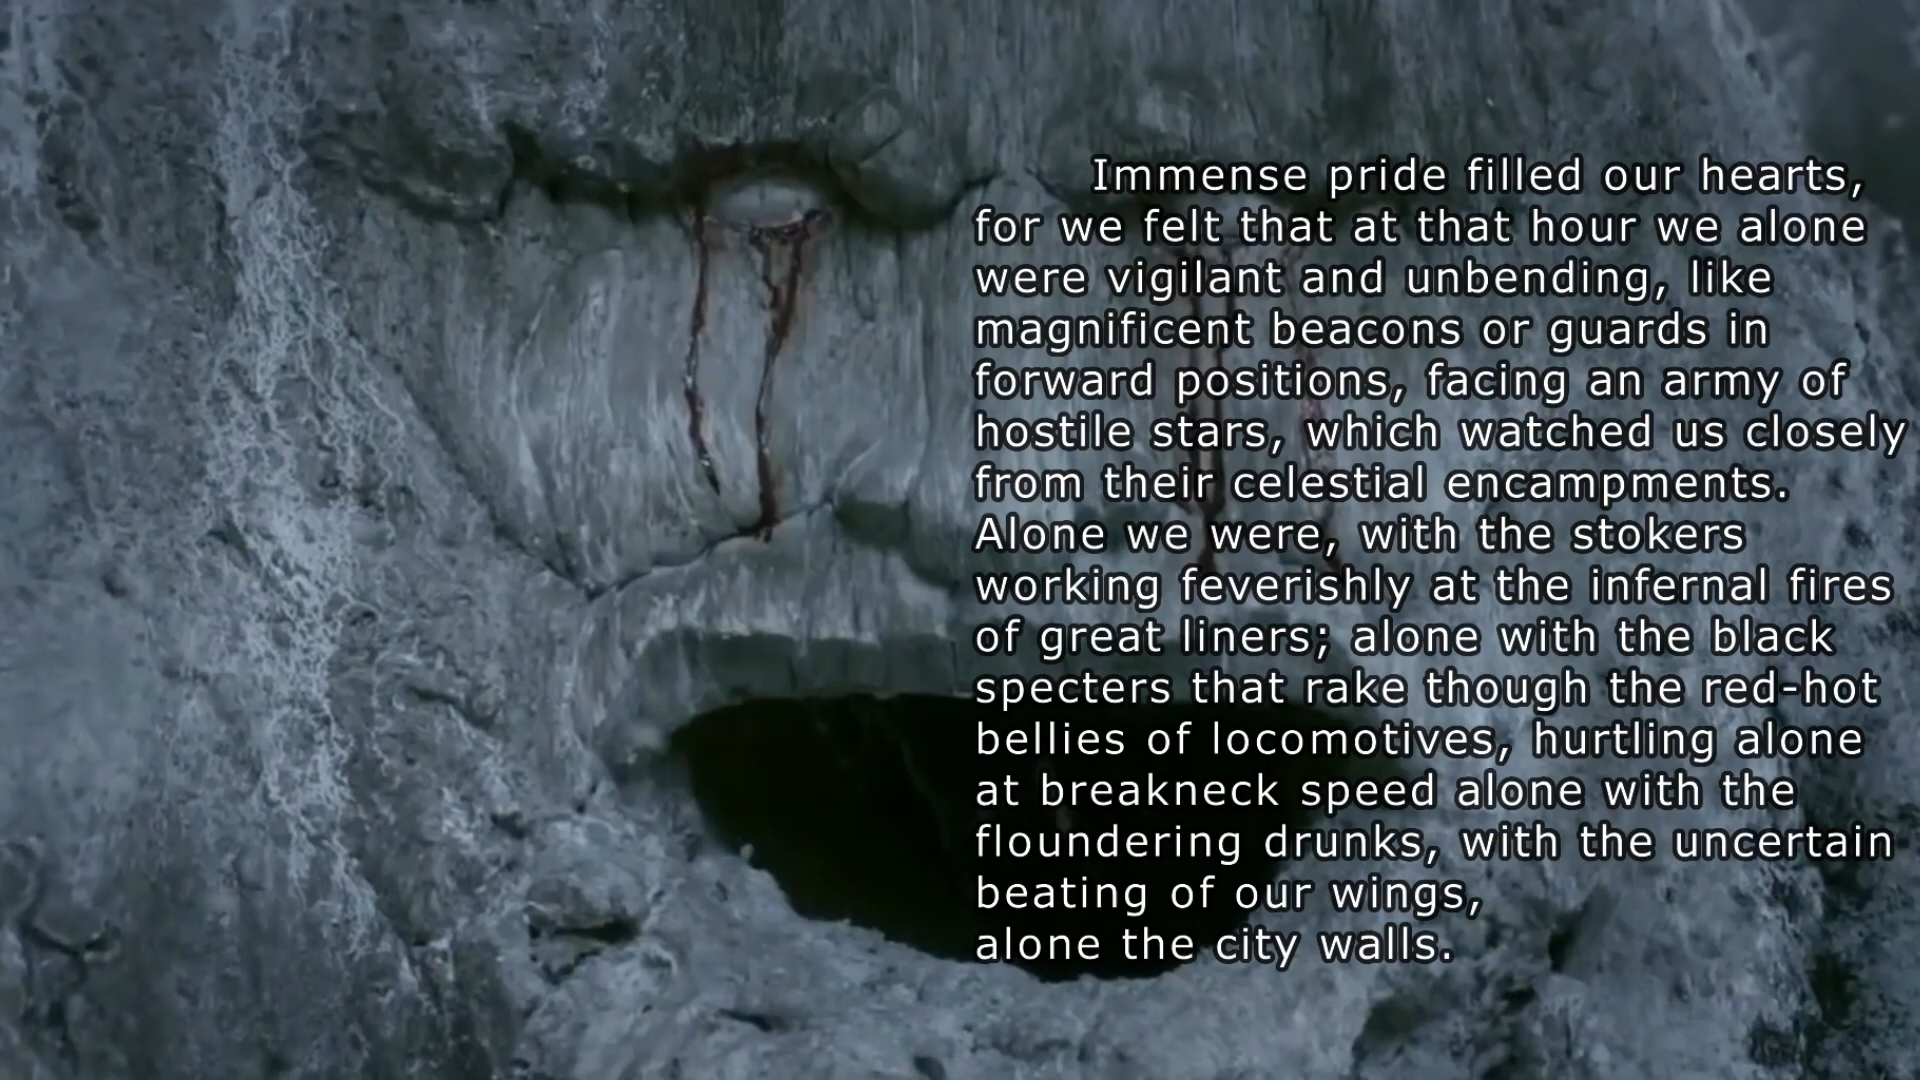 Immense pride filled our hearts,
for we felt that at that hour we alone
were vigilant and unbending, like
magnificent beacons or guards in
forward positions, facing an army of
hostile stars, which watched us closely
from their celestial encampments.
Alone we were, with the stokers
working feverishly at the infernal fires
of great liners; alone with the black
specters that rake though the red-hot
bellies of locomotives, hurtling alone
at breakneck speed alone with the
floundering drunks, with the uncertain
beating of our wings,
alone the city walls.